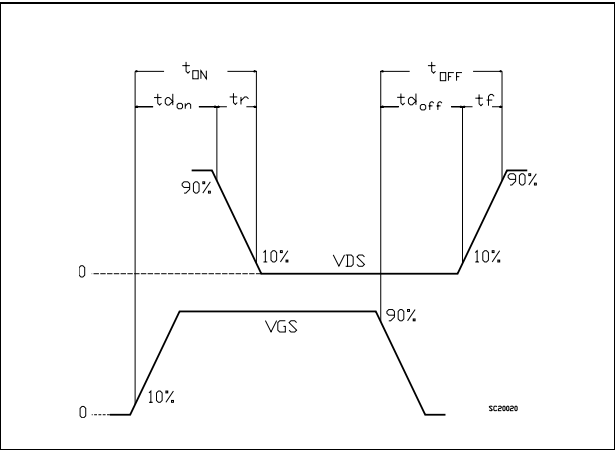 tON tOFF
tdon tr tdoff tf
90% 90%
10% VDS 10%
0
90%
VGS
10%
0 SC20020